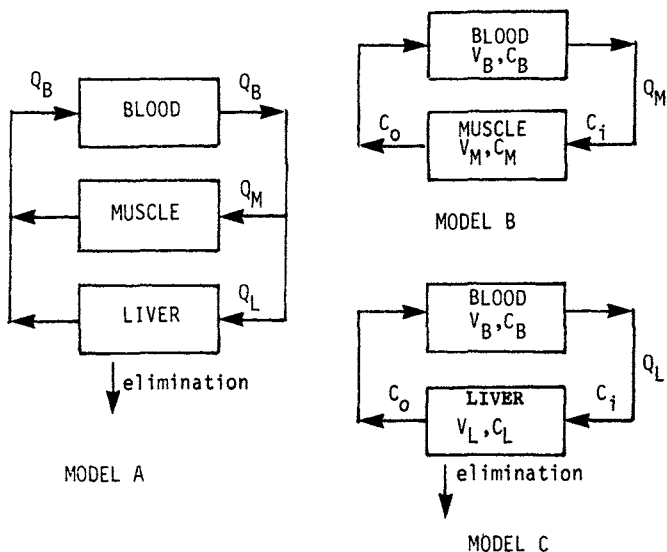 Q_B
Q_B
BLOOD
MUSCLE
Q_M
LIVER
Q_L
elimination
MODEL A
BLOOD
V_B, C_B
Q_M
C_o
MUSCLE
V_M, C_M
C_i
MODEL B
BLOOD
V_B, C_B
Q_L
C_o
LIVER
V_L, C_L
C_i
elimination
MODEL C